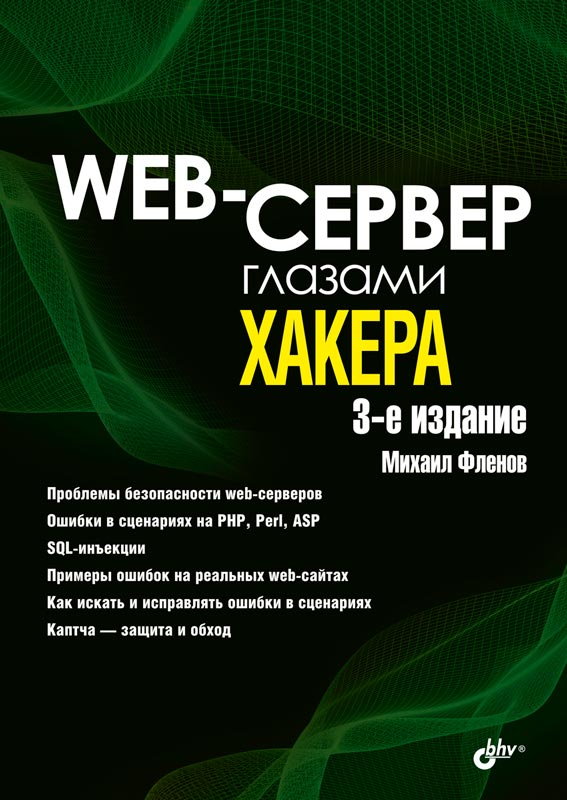 WEB-СЕРВЕР
глазами
ХАКЕРА
3-е издание
Михаил Фленов
Проблемы безопасности web-серверов
Ошибки в сценариях на PHP, Perl, ASP
SQL-инъекции
Примеры ошибок на реальных web-сайтах
Как искать и исправлять ошибки в сценариях
Каптча — защита и обход
bhv®